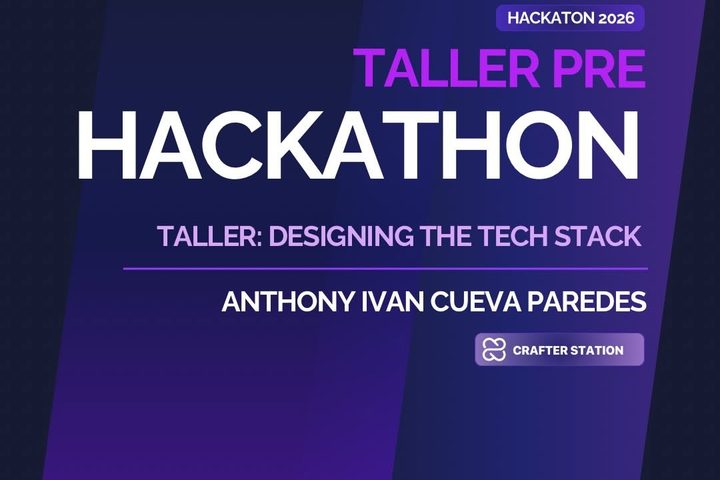 HACKATON 2026
TALLER PRE
HACKATHON
TALLER: DESIGNING THE TECH STACK
ANTHONY IVAN CUEVA PAREDES
CRAFTER STATION